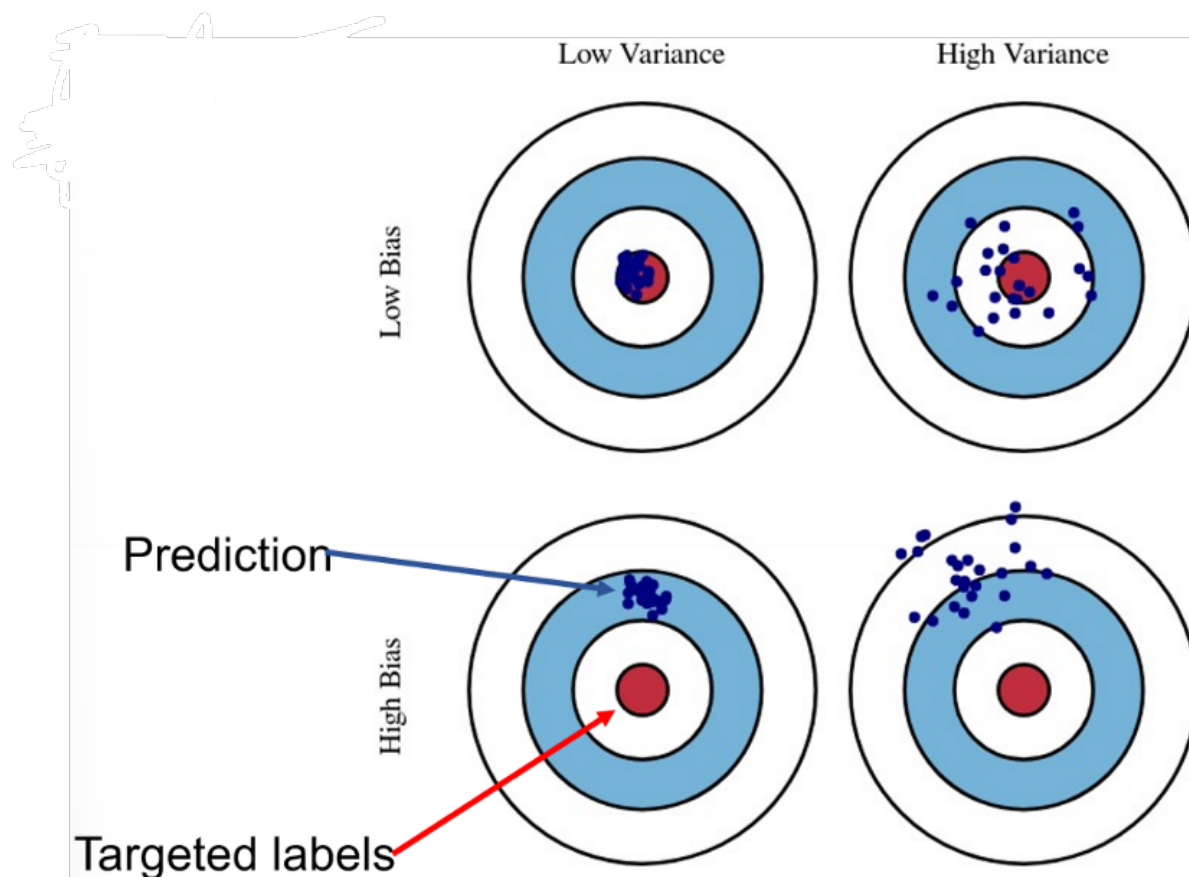 Low Variance
High Variance
Low Bias
Prediction
High Bias
Targeted labels